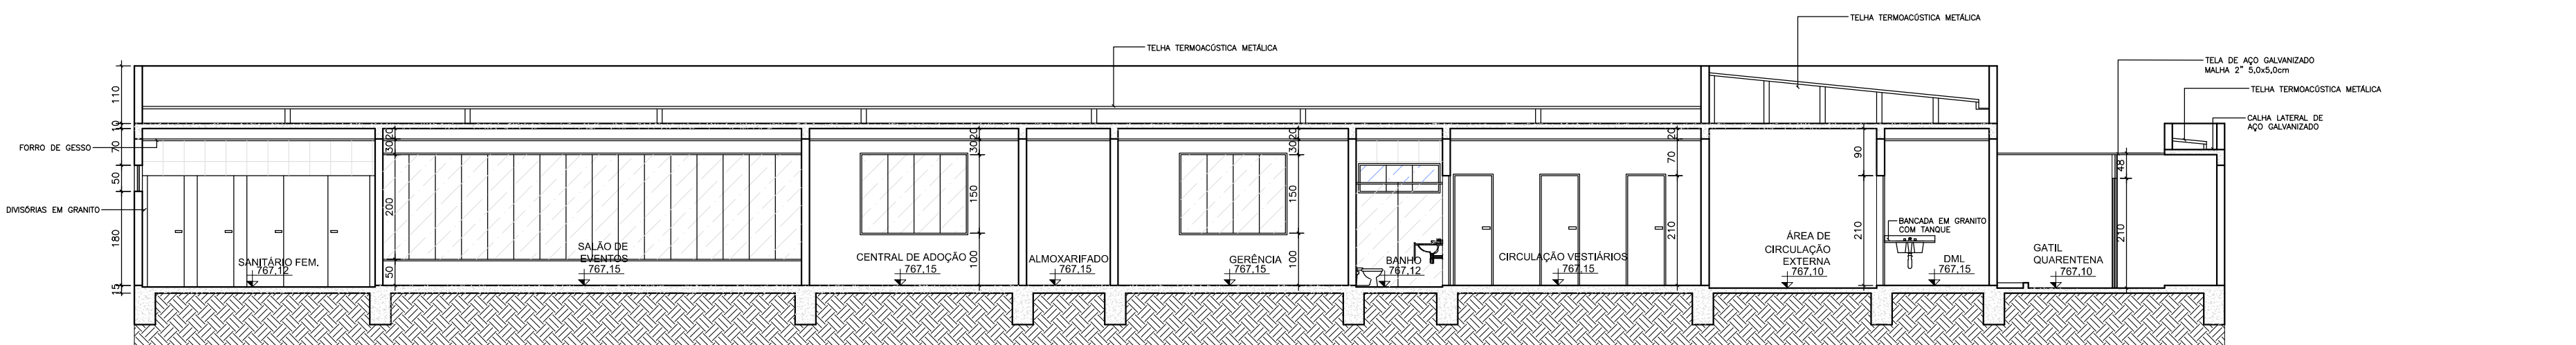 TELHA TERMOACÚSTICA METÁLICA
TELHA TERMOACÚSTICA METÁLICA
TELA DE AÇO GALVANIZADO
MALHA 2" 5,0x5,0cm
TELHA TERMOACÚSTICA METÁLICA
CALHA LATERAL DE
AÇO GALVANIZADO
FORRO DE GESSO
DIVISÓRIAS EM GRANITO
110
10
70
50
180
15
SANITÁRIO FEM.
767,12
20
30
200
50
SALÃO DE
EVENTOS
767,15
CENTRAL DE ADOÇÃO
767,15
20
30
150
100
ALMOXARIFADO
767,15
GERÊNCIA
767,15
20
30
150
100
BANHO
767,12
CIRCULAÇÃO VESTIÁRIOS
767,15
20
70
210
ÁREA DE
CIRCULAÇÃO
EXTERNA
767,10
90
210
BANCADA EM GRANITO
COM TANQUE
DML
767,15
GATIL
QUARENTENA
767,10
48
210